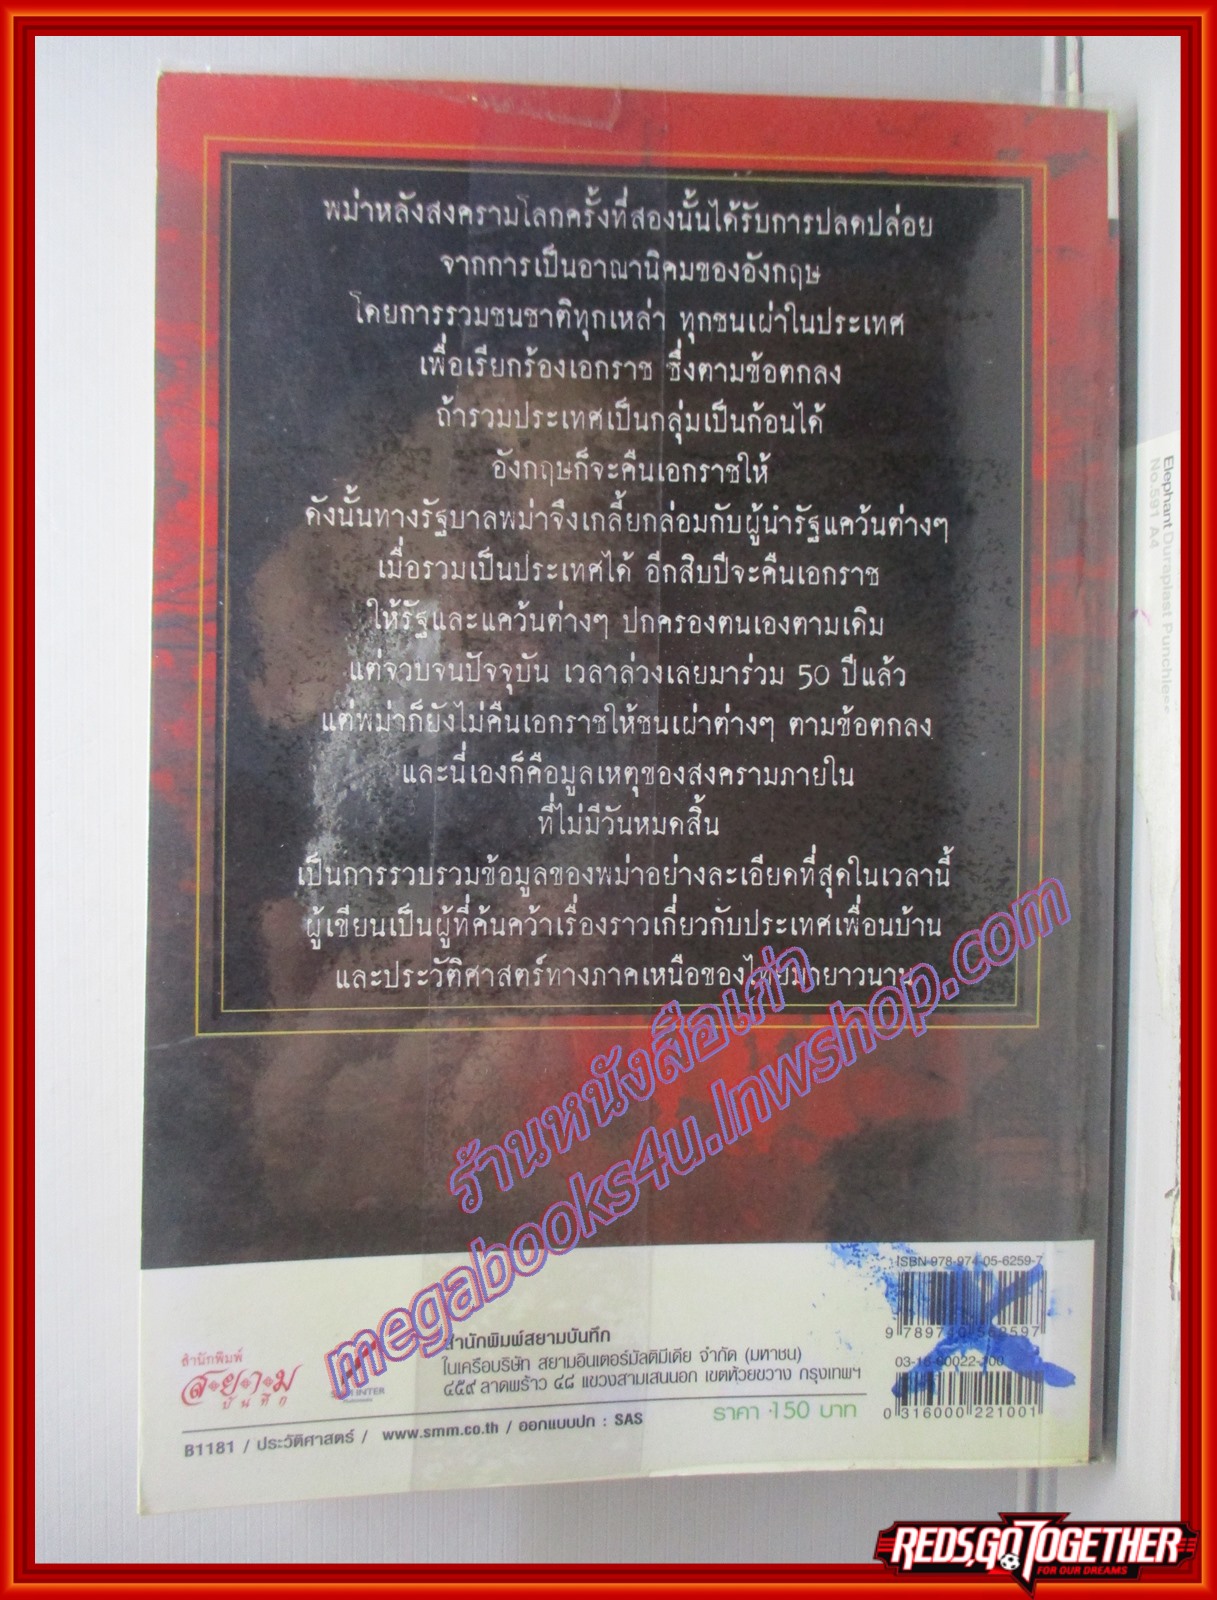 พม่าหลังสงครามโลกครั้งที่สองนั้นได้รับการปลดปล่อย
จากการเป็นอาณานิคมของอังกฤษ
โดยการรวมชนชาติทุกเหล่า ทุกชนเผ่าในประเทศ
เพื่อเรียกร้องเอกราช ซึ่งตามข้อตกลง
ถ้ารวมประเทศเป็นกลุ่มเป็นก้อนได้
อังกฤษก็จะคืนเอกราชให้
ดังนั้นทางรัฐบาลพม่าจึงเกลี้ยกล่อมกับผู้นำรัฐแคว้นต่างๆ
เมื่อรวมเป็นประเทศได้ อีกสิบปีจะคืนเอกราช
ให้รัฐและแคว้นต่างๆ ปกครองตนเองตามเดิม
แต่จวบจนปัจจุบัน เวลาล่วงเลยมาร่วม 50 ปีแล้ว
แต่พม่าก็ยังไม่คืนเอกราชให้ชนเผ่าต่างๆ ตามข้อตกลง
และนี่เองก็คือมูลเหตุของสงครามภายใน
ที่ไม่มีวันหมดสิ้น
เป็นการรวบรวมข้อมูลของพม่าอย่างละเอียดที่สุดในเวลานี้
ผู้เขียนเป็นผู้ที่ค้นคว้าเรื่องราวเกี่ยวกับประเทศเพื่อนบ้าน
และประวัติศาสตร์ทางภาคเหนือของไทยมายาวนาน
ร้านหนังสือเก่า
megabooks4u.lnwshop.com
ISBN 978-974-05-6259-7
9 789740 562597
03-16-00022-100
0 316000 221001
สำนักพิมพ์
ส·ย·า·ม
บันทึก
INTER
สำนักพิมพ์สยามบันทึก
ในเครือบริษัท สยามอินเตอร์มัลติมีเดีย จำกัด (มหาชน)
๔๕๙ ลาดพร้าว ๔๘ แขวงสามเสนนอก เขตห้วยขวาง กรุงเทพฯ
ราคา 150 บาท
B1181 / ประวัติศาสตร์ / www.smm.co.th / ออกแบบปก : SAS
Elephant Duraplast Punchless
No.591 A4
REDS,GO TOGETHER
FOR OUR DREAMS